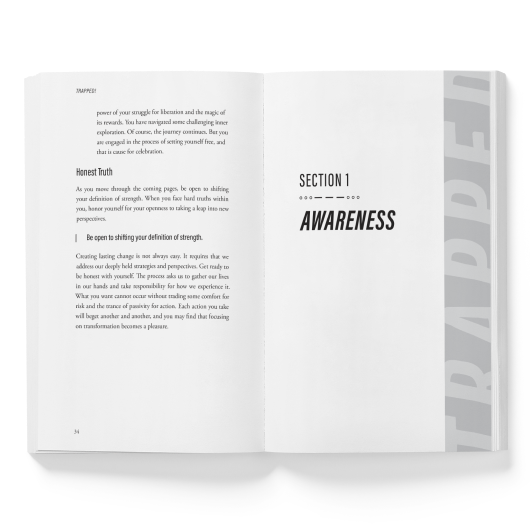 TRAPPED!
power of your struggle for liberation and the magic of
its rewards. You have navigated some challenging inner
exploration. Of course, the journey continues. But you
are engaged in the process of setting yourself free, and
that is cause for celebration.
Honest Truth
As you move through the coming pages, be open to shifting
your definition of strength. When you face hard truths within
you, honor yourself for your openness to taking a leap into new
perspectives.
Be open to shifting your definition of strength.
Creating lasting change is not always easy. It requires that we
address our deeply held strategies and perspectives. Get ready to
be honest with yourself. The process asks us to gather our lives
in our hands and take responsibility for how we experience it.
What you want cannot occur without trading some comfort for
risk and the trance of passivity for action. Each action you take
will beget another and another, and you may find that focusing
on transformation becomes a pleasure.
34
SECTION 1
AWARENESS
TRAPPED